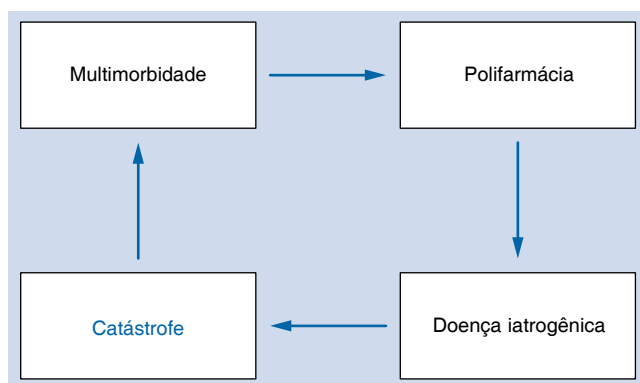 Multimorbidade
Polifarmácia
Catástrofe
Doença iatrogênica